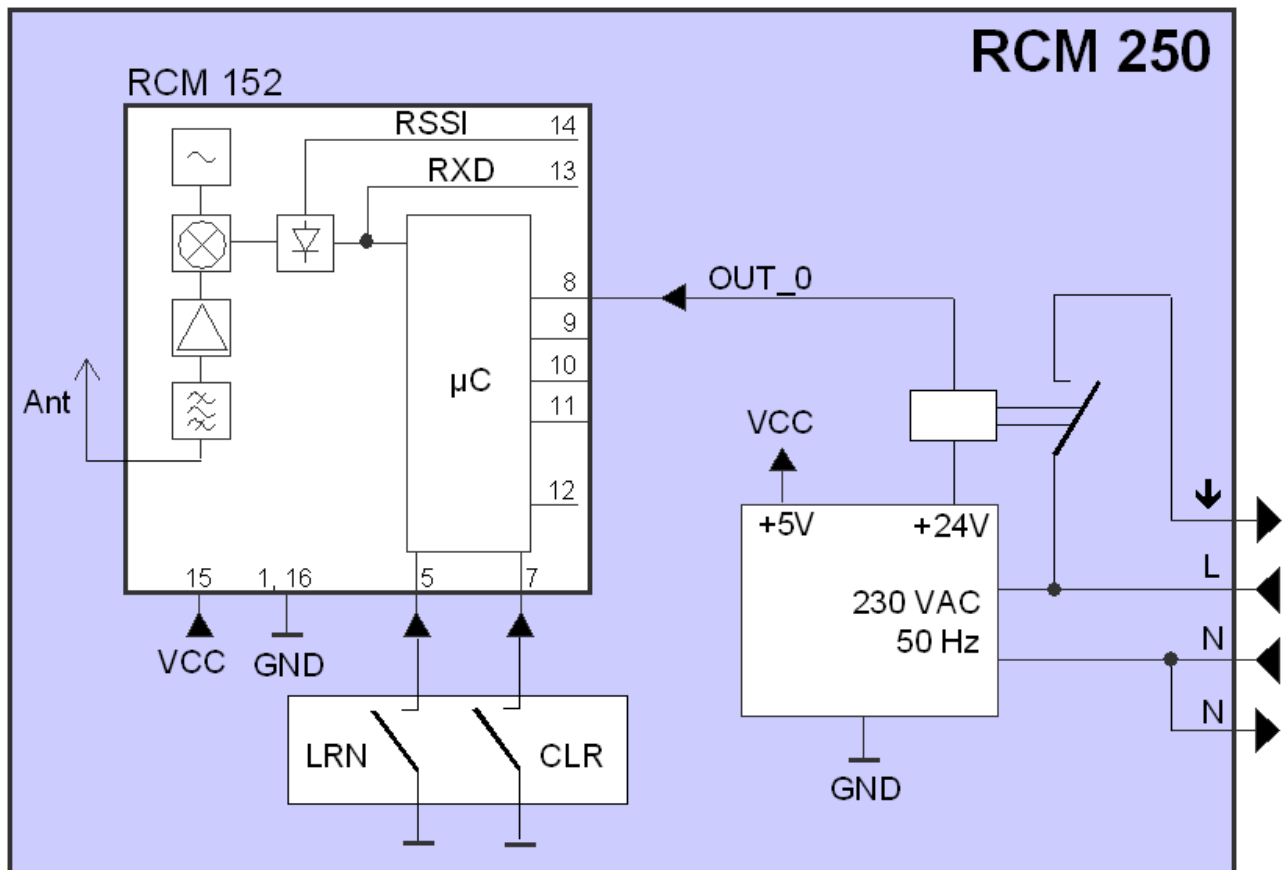 RCM 250
RCM 152
RSSI 14
RXD 13
8 OUT_0
9
10
µC
11
Ant
12
VCC
+5V +24V
↓
L
230 VAC
50 Hz
N
N
15 1, 16 5 7
VCC GND
LRN CLR
GND